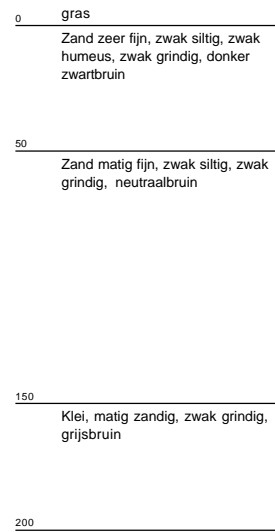 gras
0
Zand zeer fijn, zwak siltig, zwak
humeus, zwak grindig, donker
zwartbruin
50
Zand matig fijn, zwak siltig, zwak
grindig, neutraalbruin
150
Klei, matig zandig, zwak grindig,
grijsbruin
200